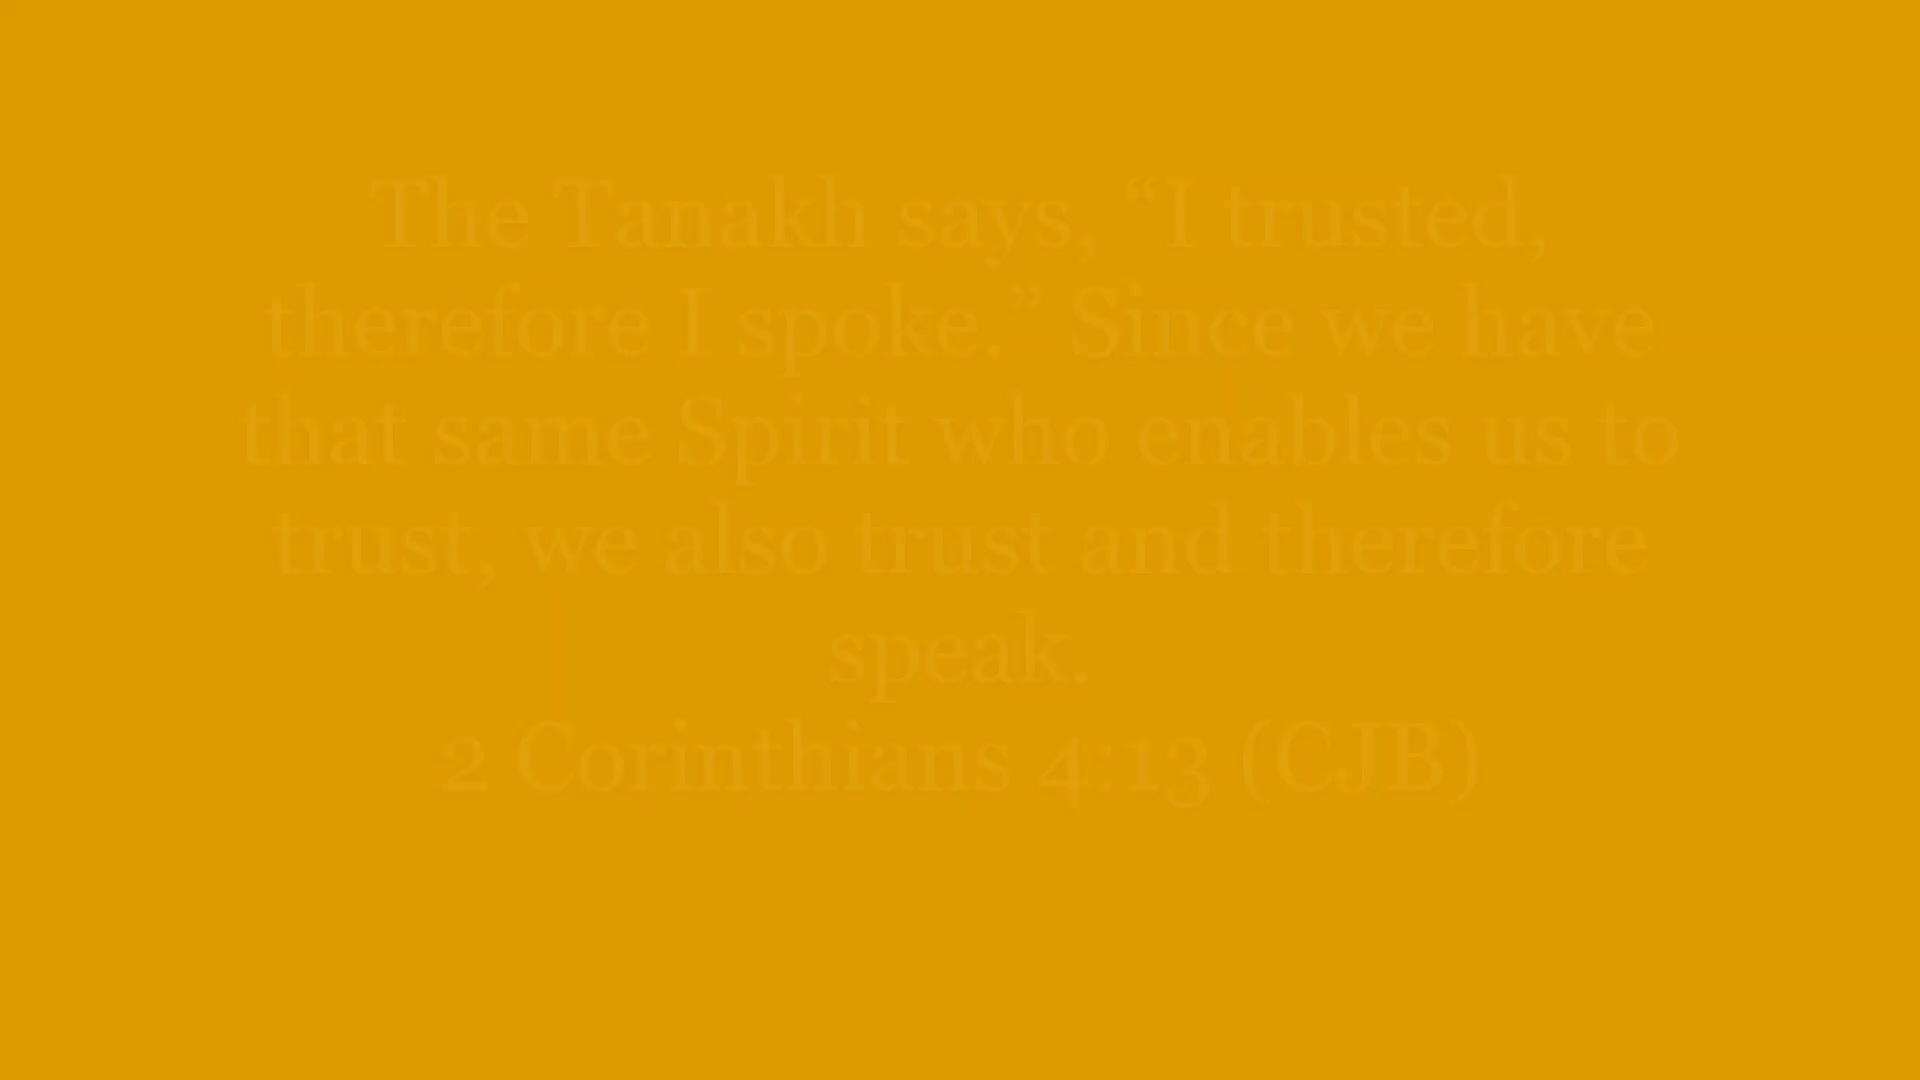 The Tanakh says, “I trusted,
therefore I spoke.” Since we have
that same Spirit who enables us to
trust, we also trust and therefore
speak.
2 Corinthians 4:13 (CJB)